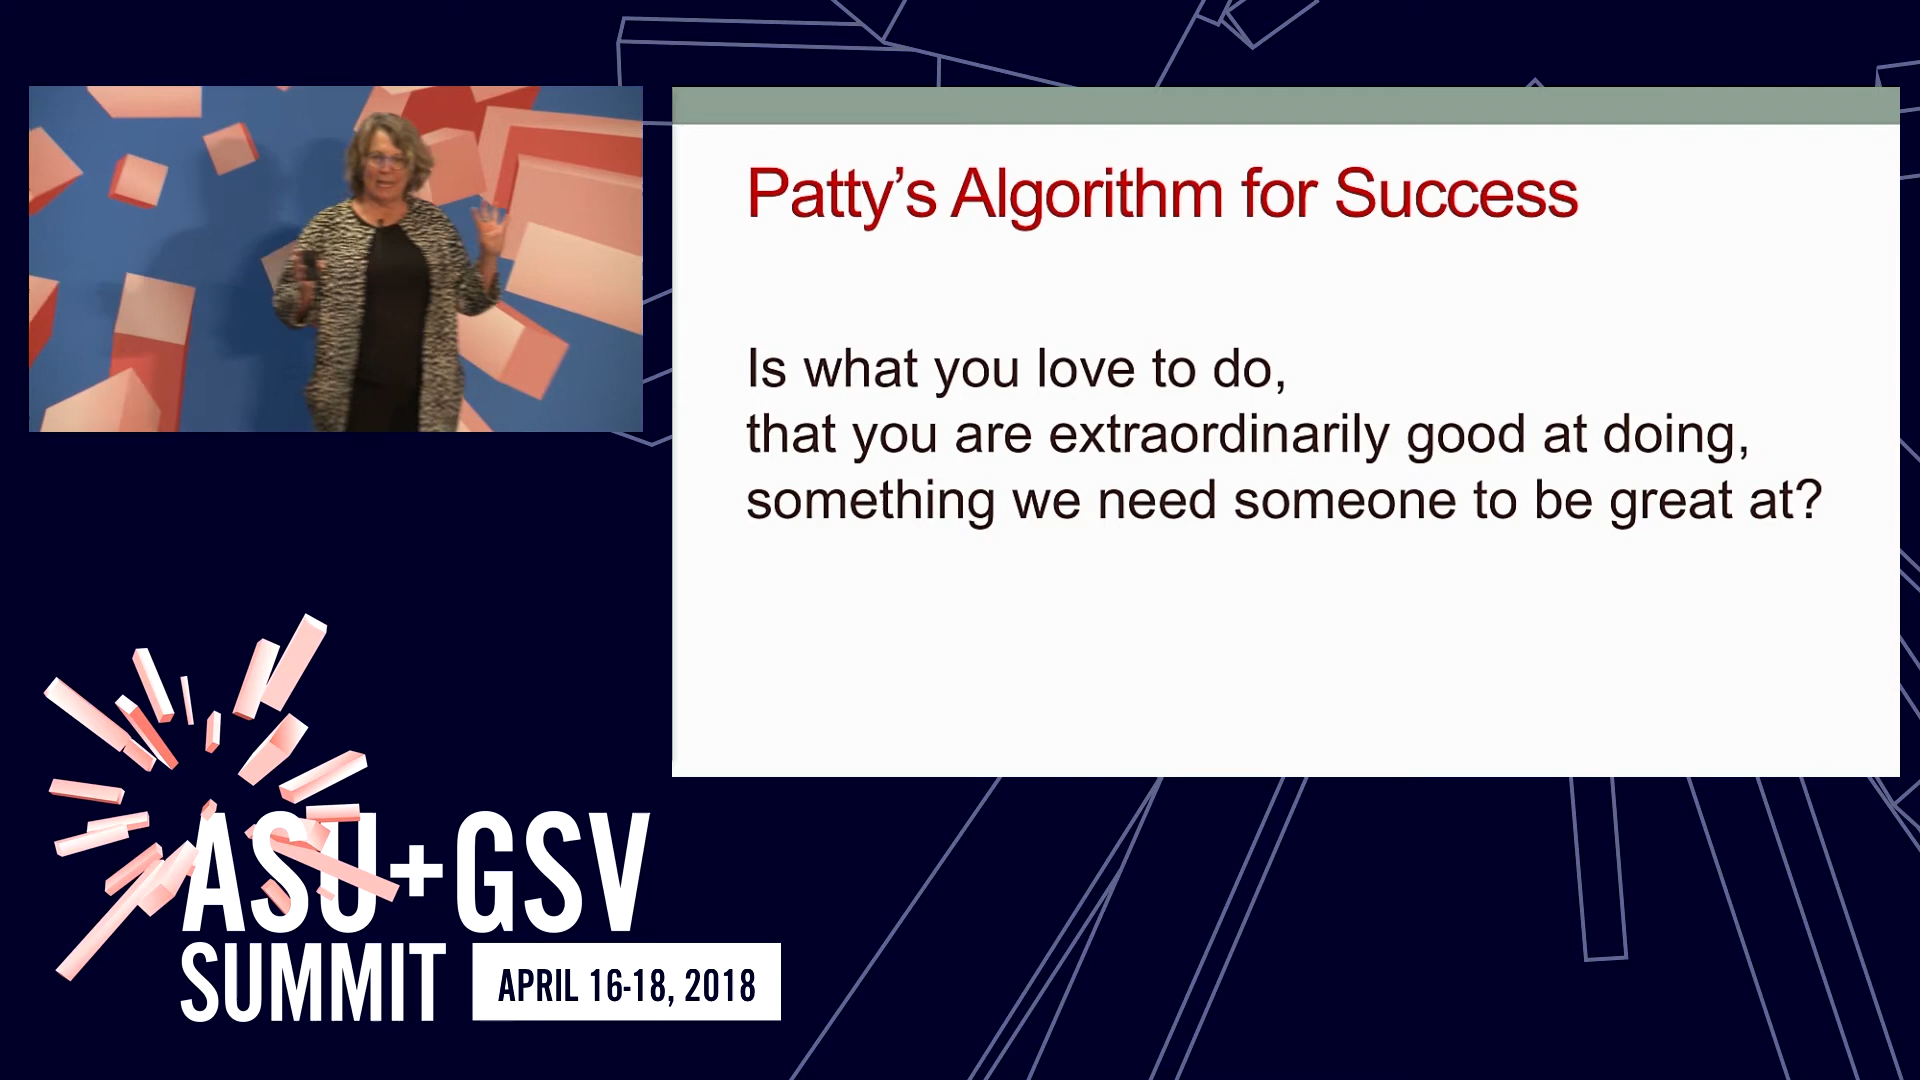 Patty’s Algorithm for Success
Is what you love to do,
that you are extraordinarily good at doing,
something we need someone to be great at?
ASU+GSV
SUMMIT
APRIL 16-18, 2018